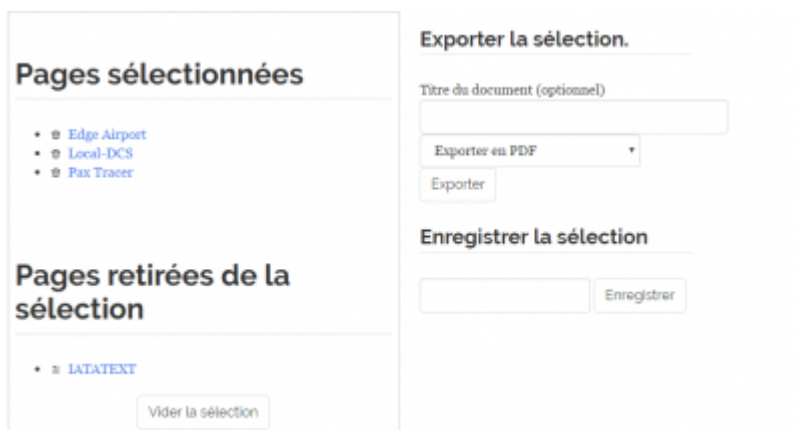 Pages sélectionnées
Edge Airport
Local-DCS
Pax Tracer
Pages retirées de la
sélection
IATATEXT
Vider la sélection
Exporter la sélection.
Titre du document (optionnel)
Exporter en PDF
Exporter
Enregistrer la sélection
Enregistrer